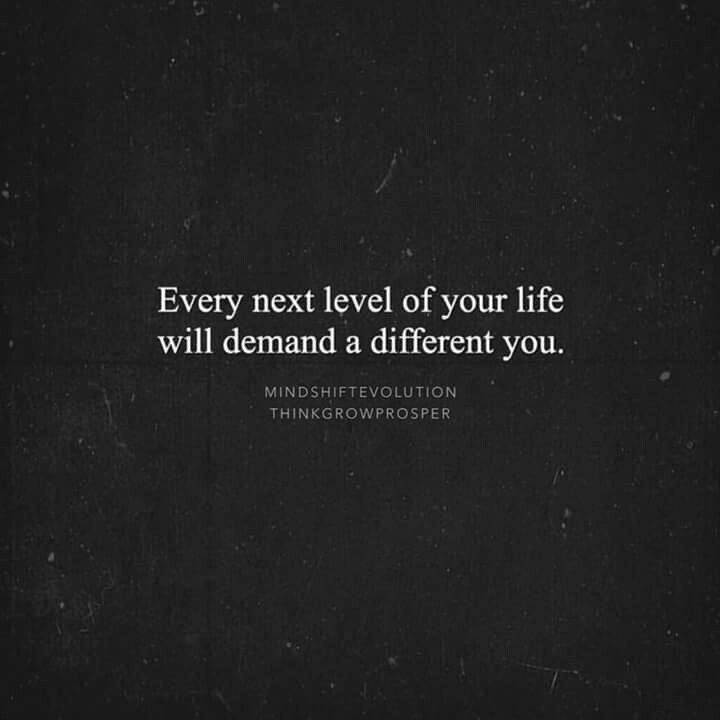 Every next level of your life
will demand a different you.
MINDSHIFTEVOLUTION
THINKGROWPROSPER